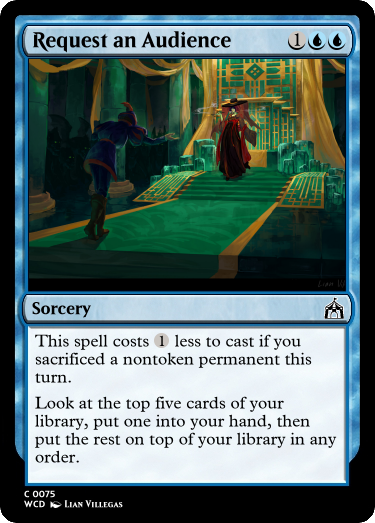 Request an Audience 1
Sorcery
This spell costs 1 less to cast if you
sacrificed a nontoken permanent this
turn.
Look at the top five cards of your
library, put one into your hand, then
put the rest on top of your library in any
order.
C 0075
WCD Lian Villegas